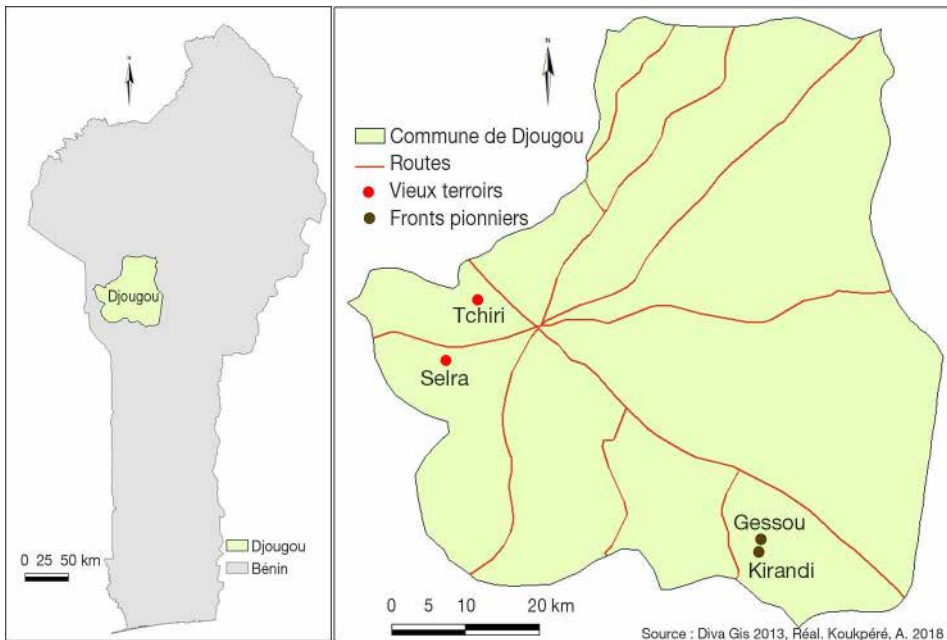 N
Djougou
0 25 50 km
Djougou
Bénin
N
Commune de Djougou
Routes
Vieux terroirs
Fronts pionniers
Tchiri
Selra
Gessou
Kirandi
0 5 10 20 km
Source : Diva Gis 2013, Réal. Koukpéré, A. 2018